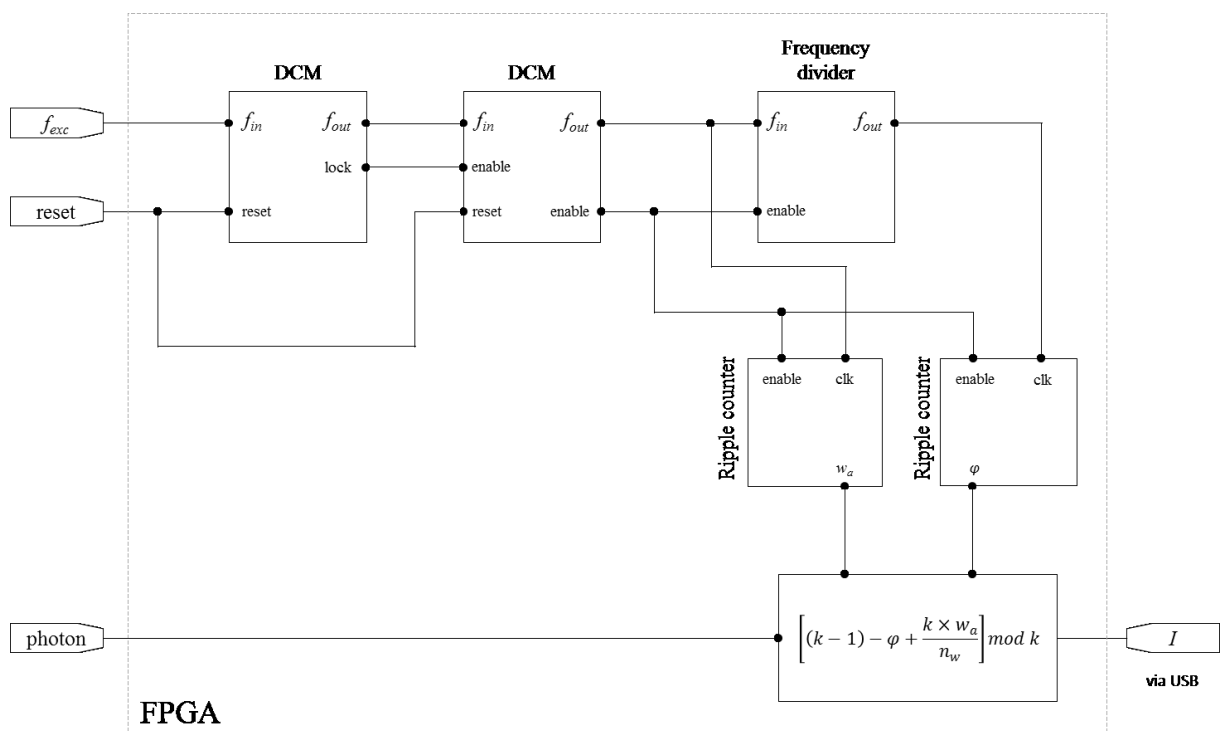 DCM
DCM
Frequency
divider
f_exc
f_in
f_out
f_in
f_out
f_in
f_out
lock
enable
reset
reset
reset
enable
enable
Ripple counter
enable
clk
w_a
Ripple counter
enable
clk
φ
photon
[(k − 1) − φ + \frac{k × w_a}{n_w}] mod k
I
via USB
FPGA